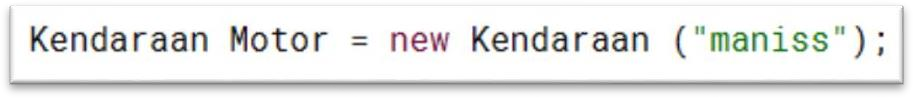 Kendaraan Motor = new Kendaraan ("maniss");